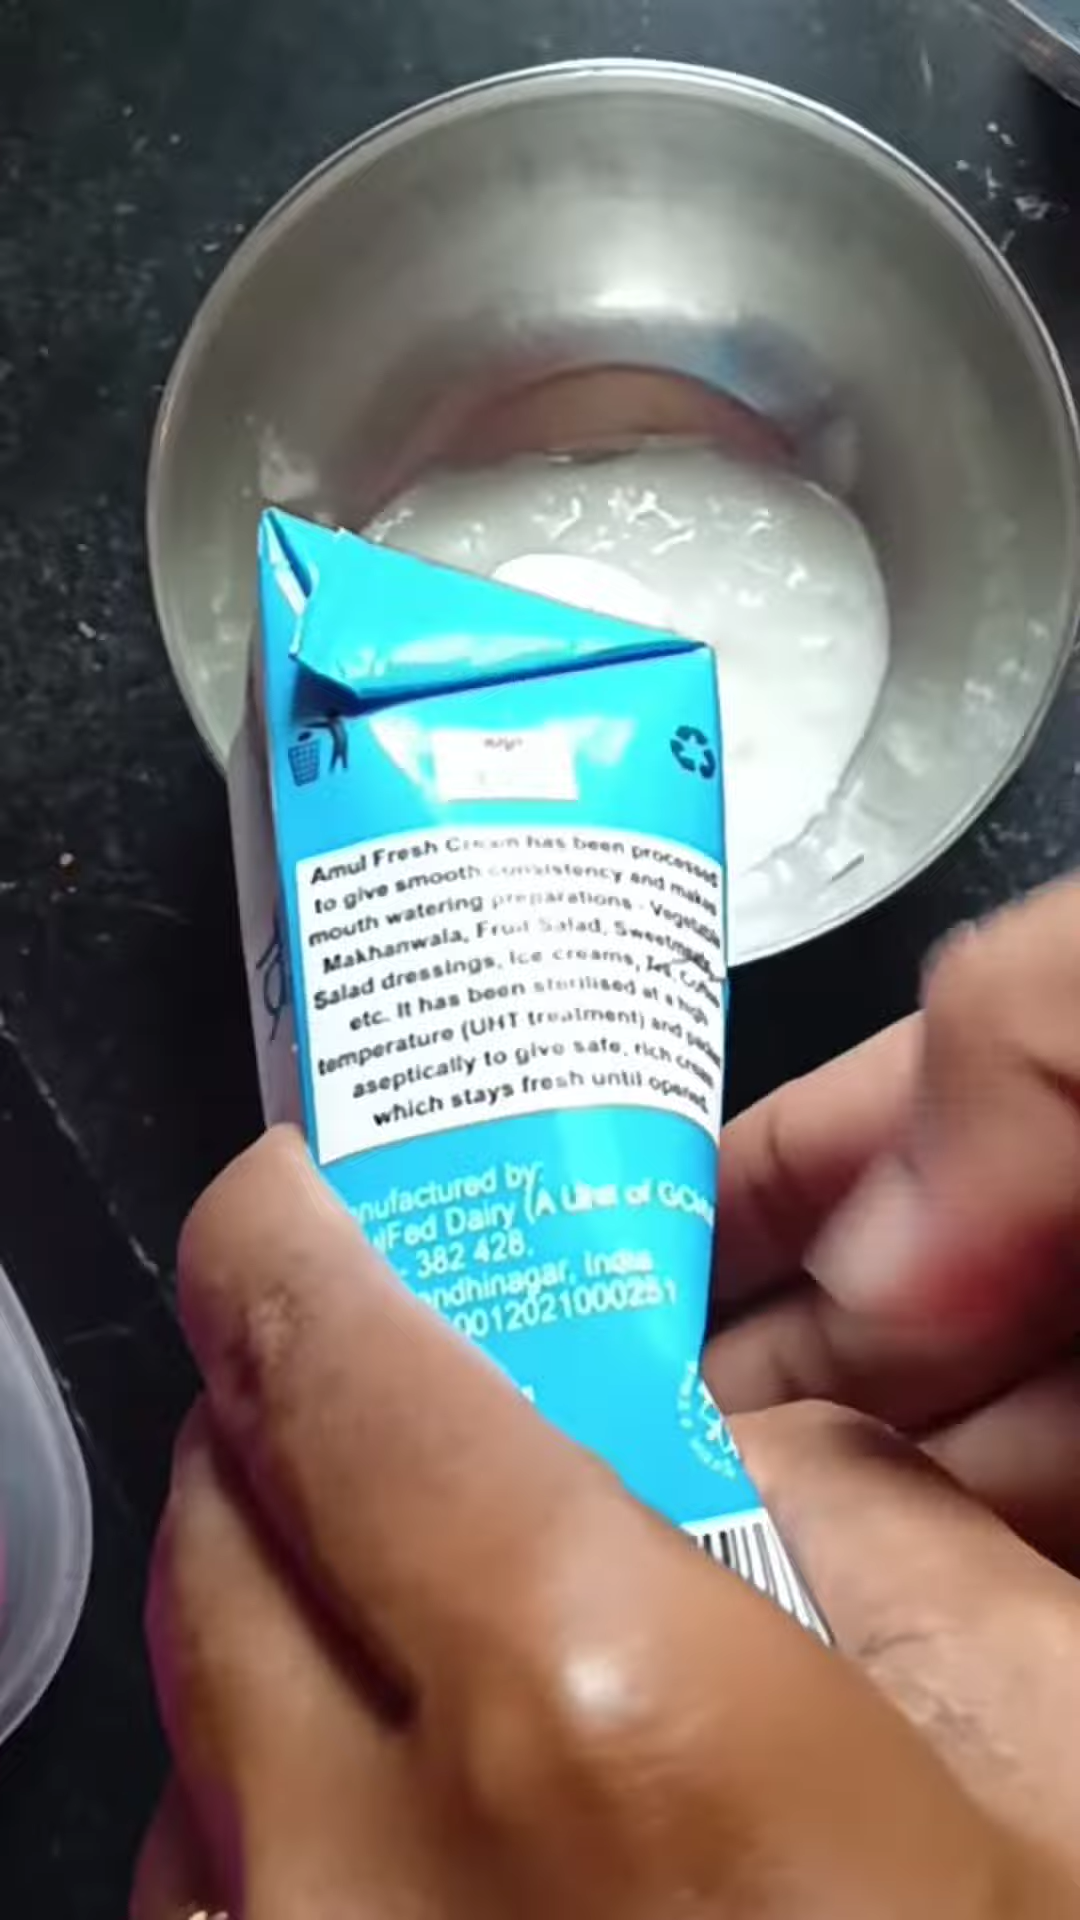 Amul Fresh Cream has been processed
to give smooth consistency and makes
mouth watering preparations - Vegetable
Makhanwala, Fruit Salad, Sweetmeats,
Salad dressings, Ice creams, Coffee
etc. It has been sterilised at a high
temperature (UHT treatment) and packed
aseptically to give safe, rich cream
which stays fresh until opened.
nufactured by:
Fed Dairy (A Unit of GCM
382 428.
ndhinagar, India
0012021000251